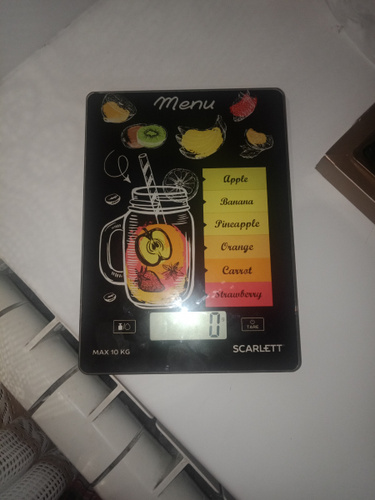 Menu
Apple
Banana
Pineapple
Orange
Carrot
Strawberry
0
TARE
MAX 10 KG
SCARLETT